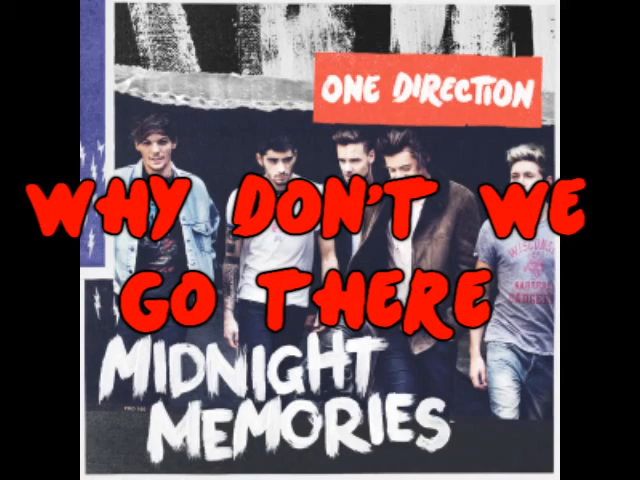 ONE DIRECTION
WHY DON'T WE
GO THERE
MIDNIGHT
MEMORIES